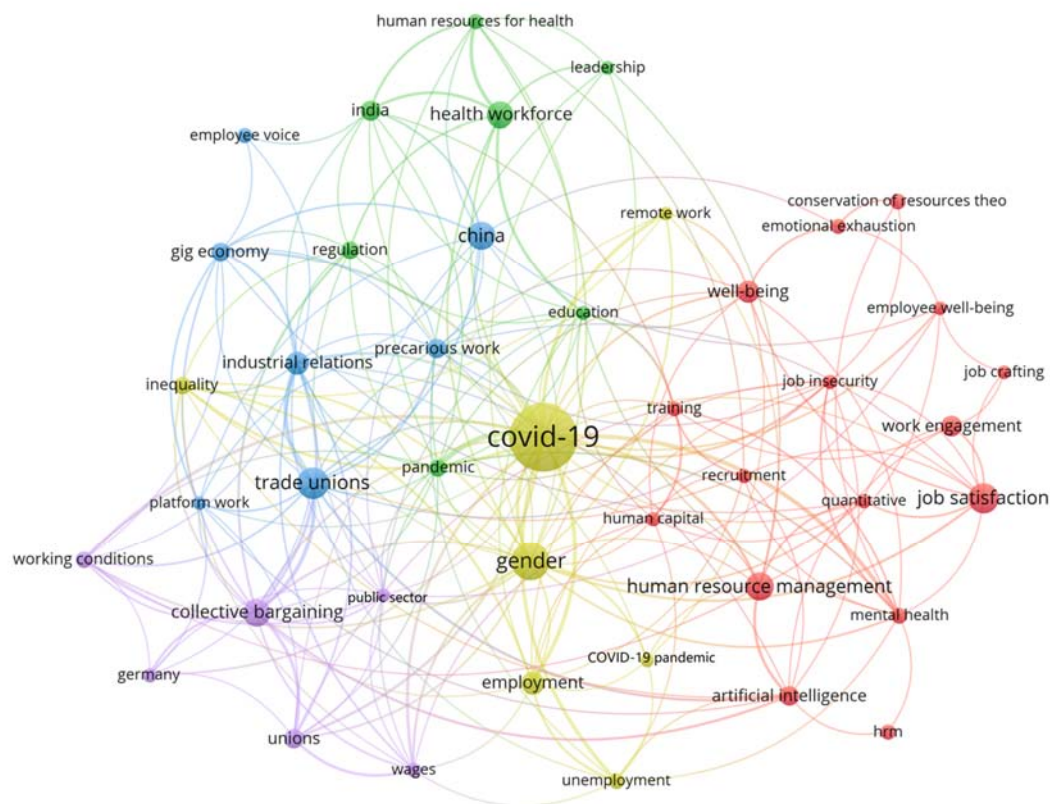 human resources for health
leadership
india
health workforce
employee voice
conservation of resources theo
remote work
emotional exhaustion
china
gig economy
regulation
well-being
employee well-being
education
precarious work
industrial relations
job crafting
inequality
job insecurity
training
work engagement
covid-19
pandemic
recruitment
trade unions
job satisfaction
quantitative
platform work
human capital
working conditions
gender
human resource management
public sector
collective bargaining
mental health
COVID-19 pandemic
germany
employment
artificial intelligence
hrm
unions
wages
unemployment